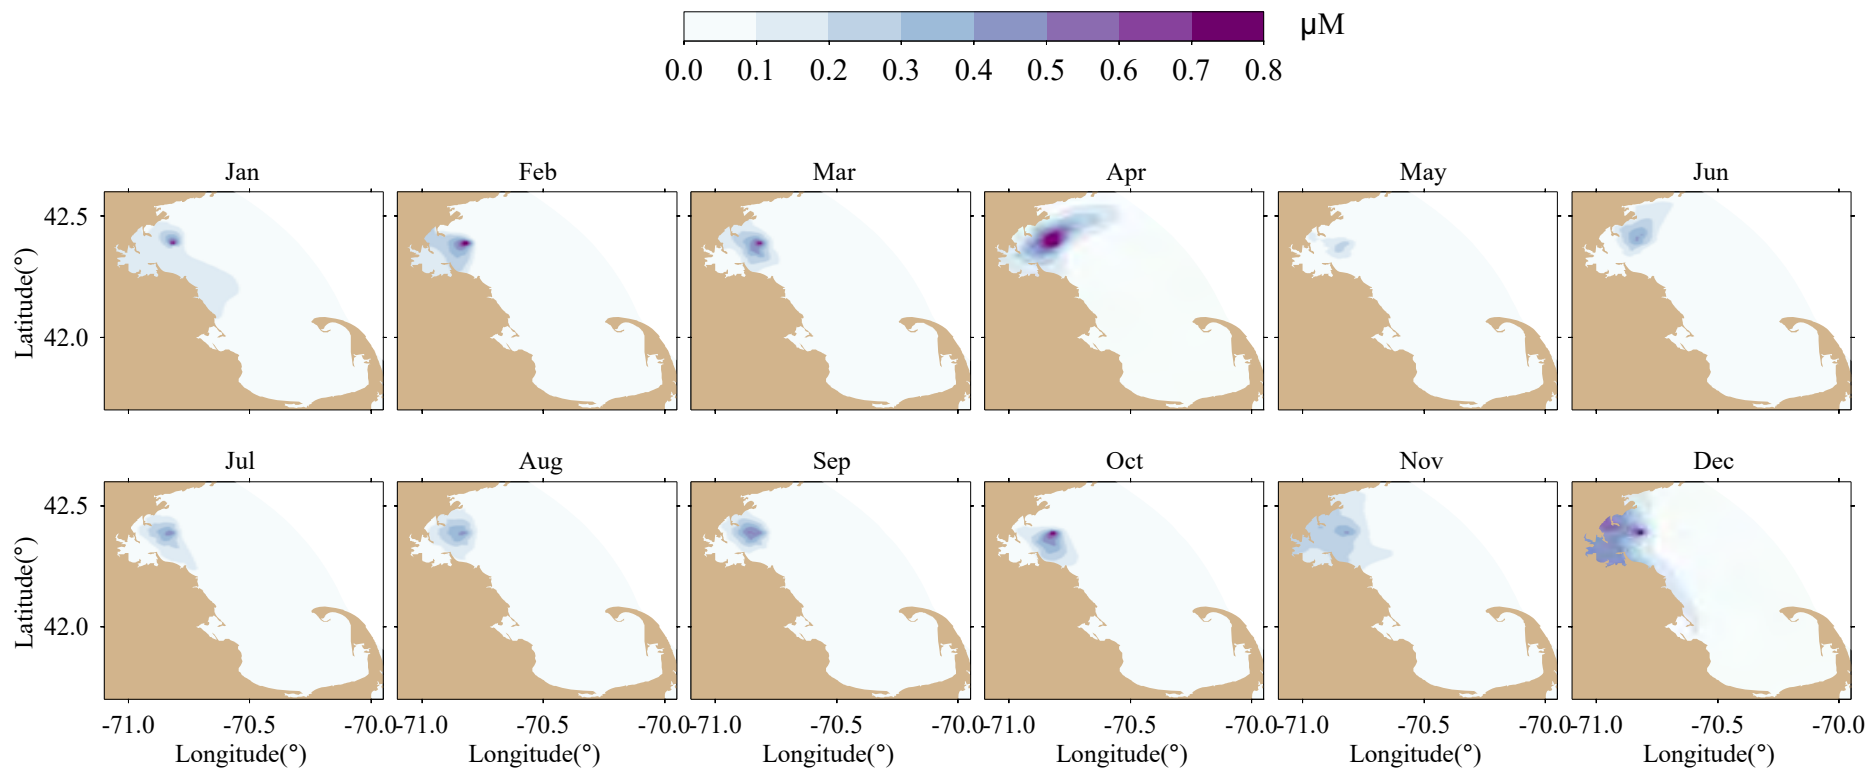 μM
0.0 0.1 0.2 0.3 0.4 0.5 0.6 0.7 0.8
Jan Feb Mar Apr May Jun
42.5
42.0
Latitude(°)
Jul Aug Sep Oct Nov Dec
42.5
42.0
Latitude(°)
-71.0 -70.5 -70.0 -71.0 -70.5 -70.0 -71.0 -70.5 -70.0 -71.0 -70.5 -70.0 -71.0 -70.5 -70.0 -71.0 -70.5 -70.0
Longitude(°) Longitude(°) Longitude(°) Longitude(°) Longitude(°) Longitude(°)